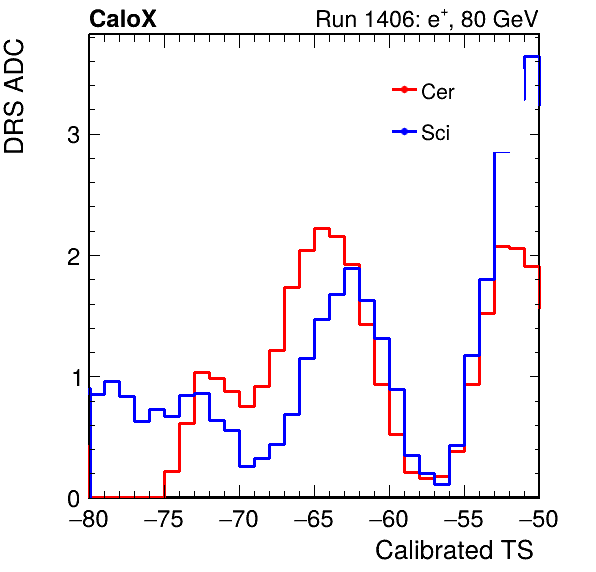 CaloX Run 1406: e⁺, 80 GeV
DRS ADC
Cer
Sci
3
2
1
0
−80 −75 −70 −65 −60 −55 −50
Calibrated TS